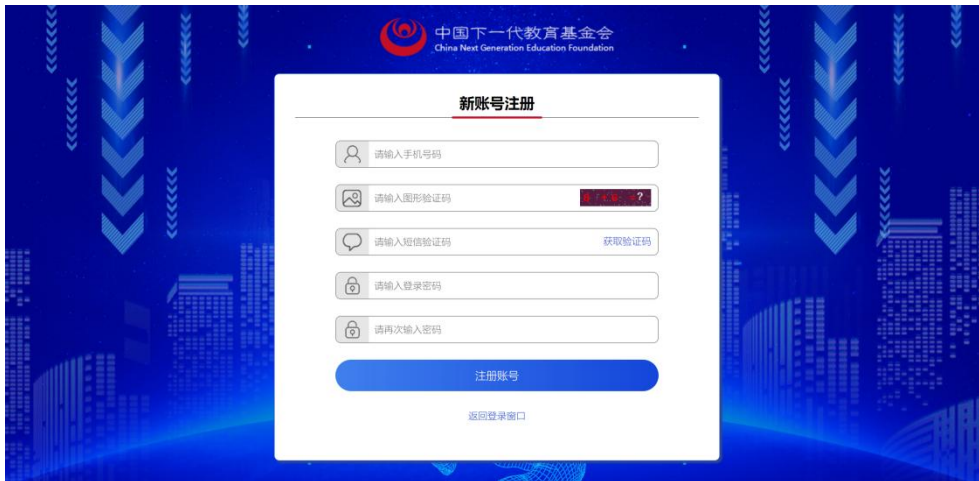 中国下一代教育基金会
China Next Generation Education Foundation
新账号注册
请输入手机号码
请输入图形验证码
请输入短信验证码 获取验证码
请输入登录密码
请再次输入密码
注册账号
返回登录窗口